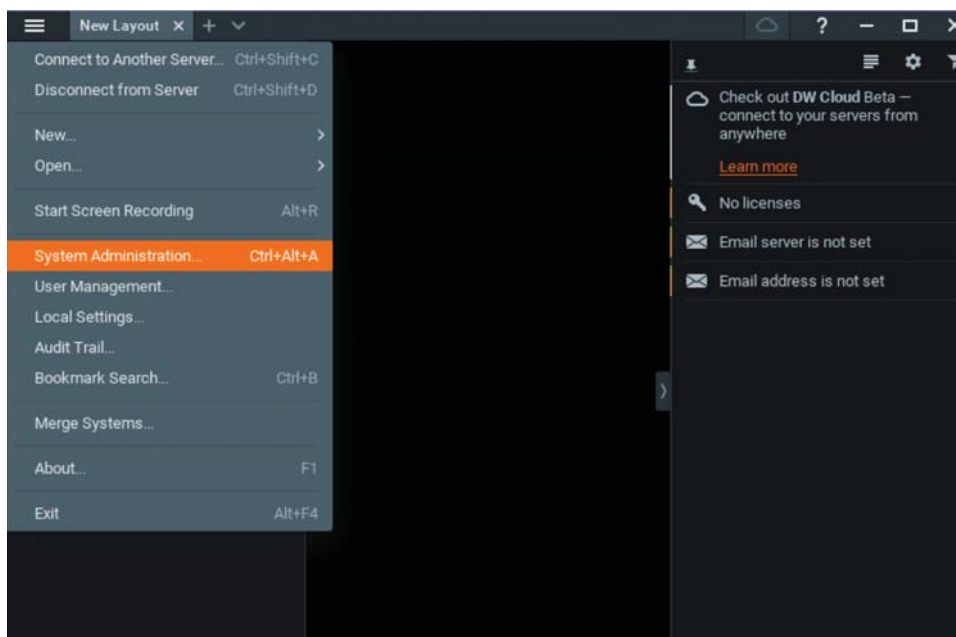 New Layout
Connect to Another Server... Ctrl+Shift+C
Disconnect from Server Ctrl+Shift+D
New...
Open...
Start Screen Recording Alt+R
System Administration... Ctrl+Alt+A
User Management...
Local Settings...
Audit Trail...
Bookmark Search... Ctrl+B
Merge Systems...
About... F1
Exit Alt+F4
Check out DW Cloud Beta —
connect to your servers from
anywhere
Learn more
No licenses
Email server is not set
Email address is not set